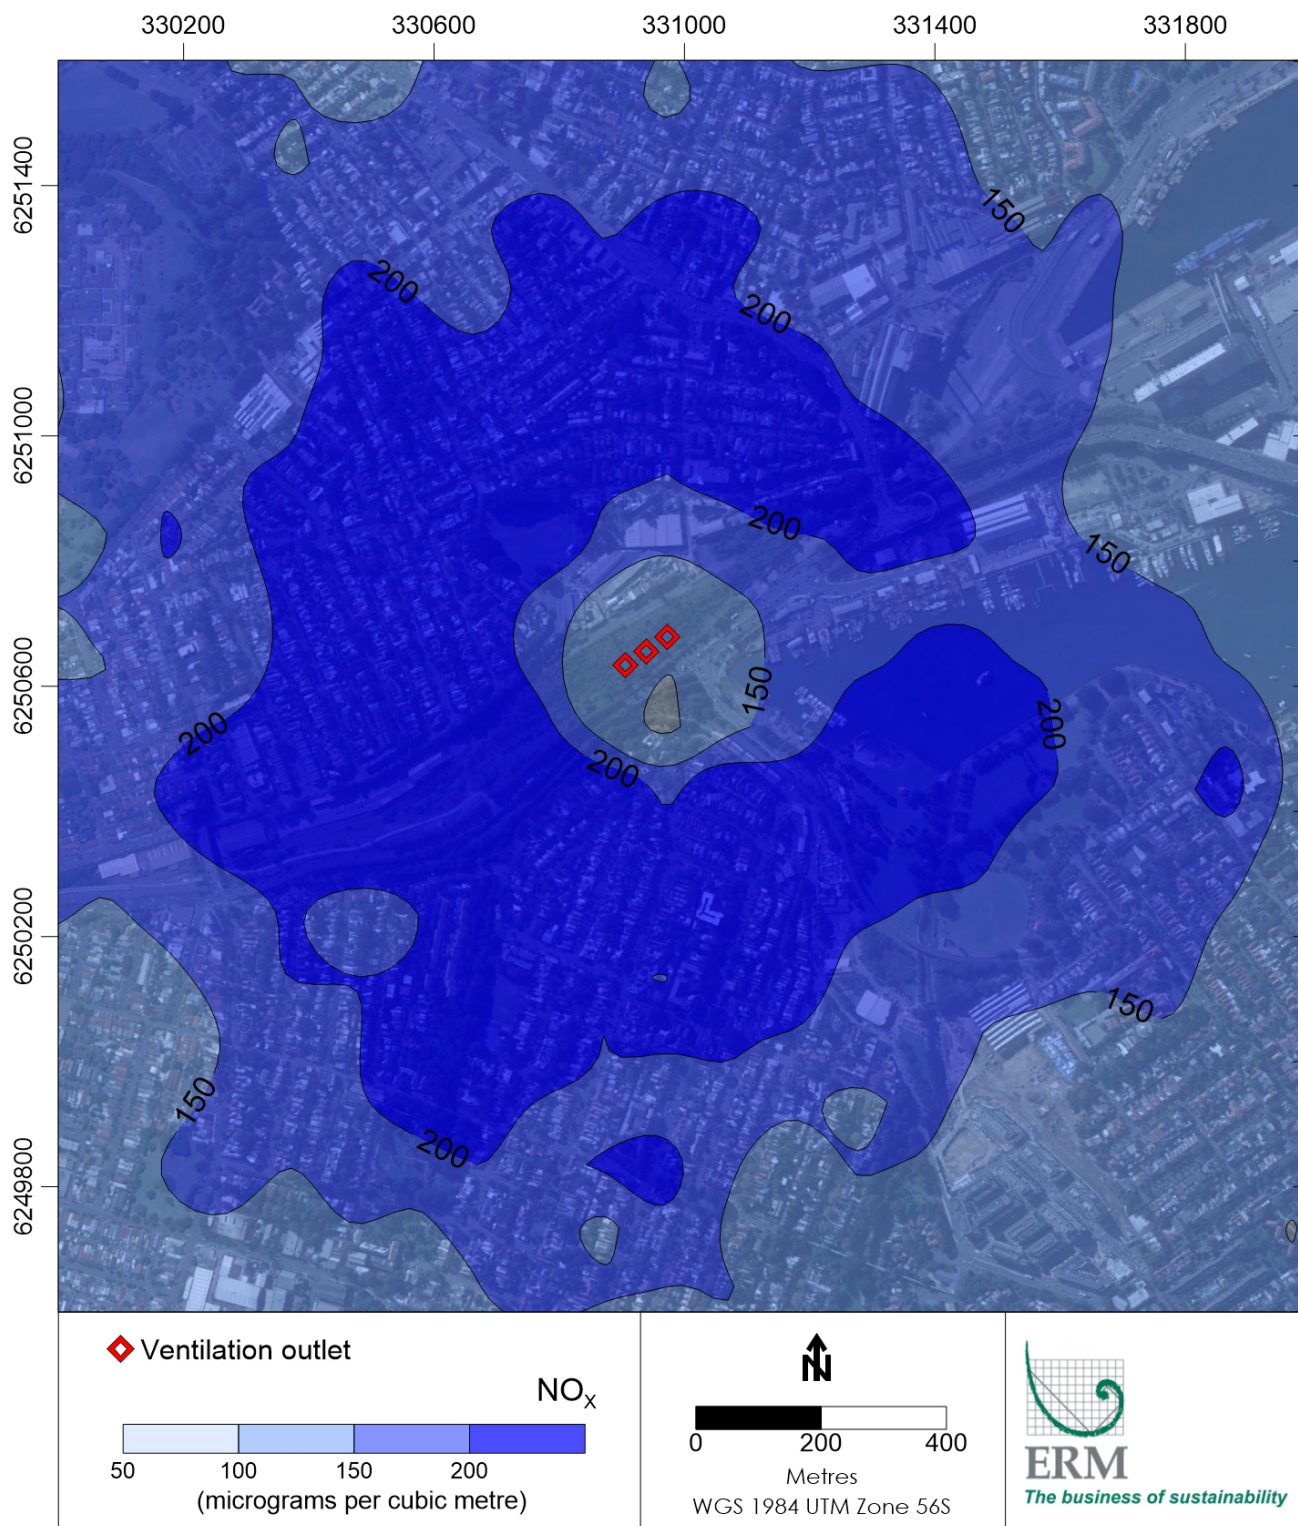 330200 330600 331000 331400 331800
6251400
6251000
6250600
6250200
6249800
150
200
200
200
150
150
200
200
200
150
150
200
Ventilation outlet
NOX
50 100 150 200
(micrograms per cubic metre)
N
0 200 400
Metres
WGS 1984 UTM Zone 56S
ERM
The business of sustainability